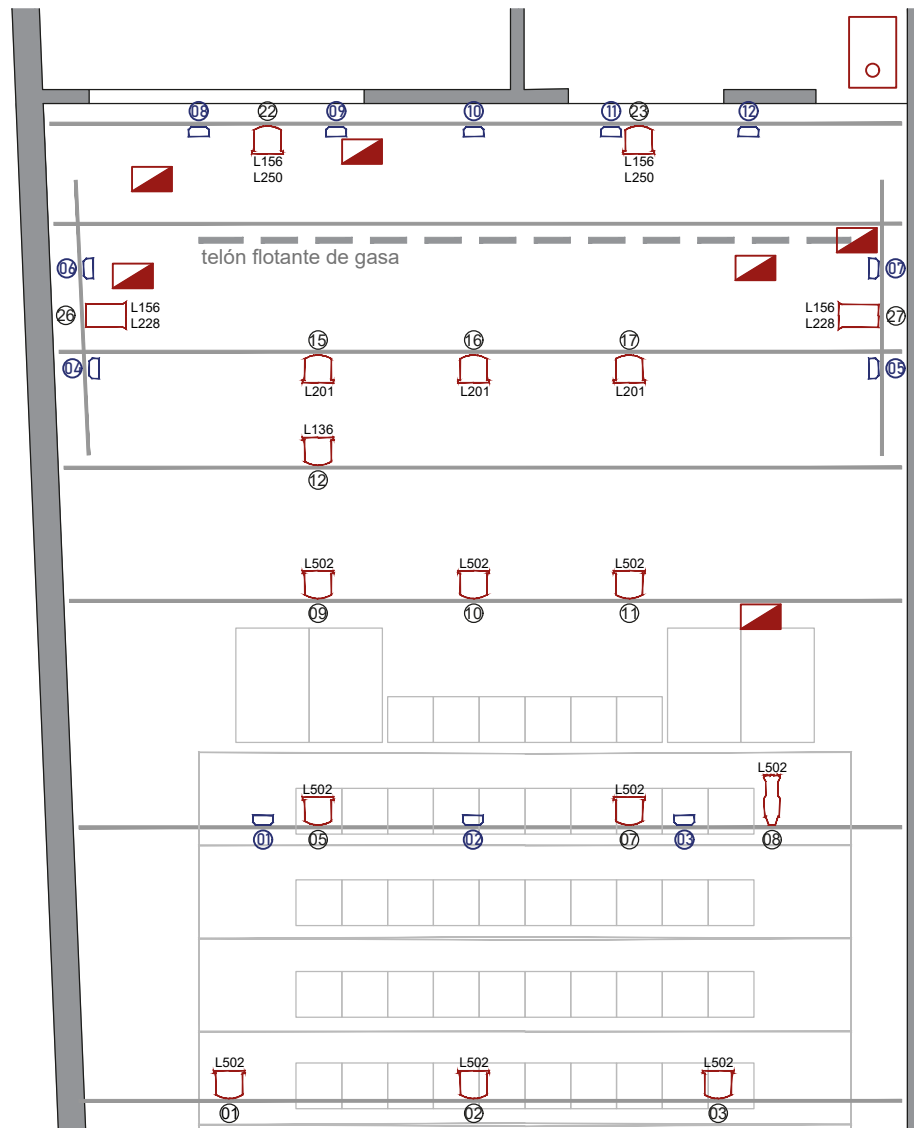 08 22 09 10 11 23 12
L156 L156
L250 L250
telón flotante de gasa
06 07
26 L156 L156 27
L228 L228
15 16 17
04 05
L201 L201 L201
L136
12
L502 L502 L502
09 10 11
L502
L502 L502
01 05 02 07 03 08
L502 L502 L502
01 02 03